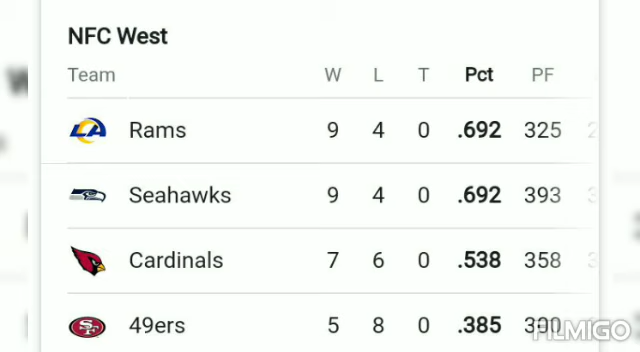 NFC West
Team W L T Pct PF
Rams 9 4 0 .692 325
Seahawks 9 4 0 .692 393
Cardinals 7 6 0 .538 358
49ers 5 8 0 .385
FILMIGO